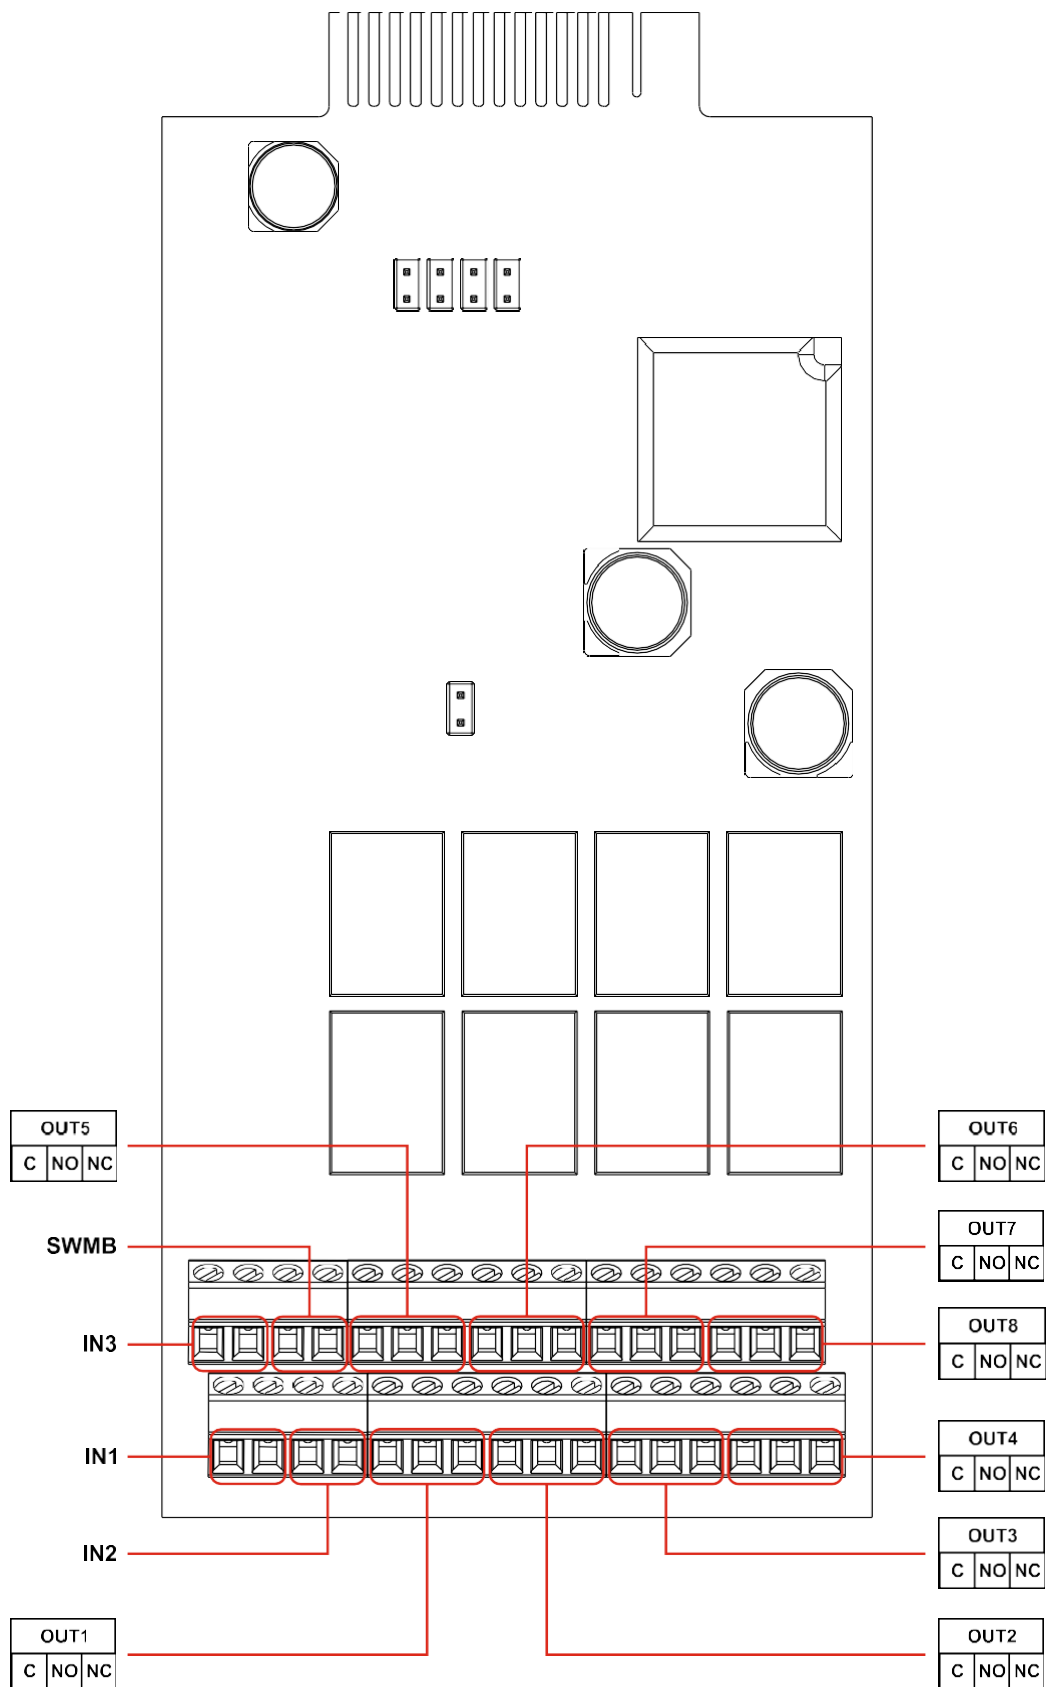 OUT5
C NO NC
OUT6
C NO NC
SWMB
OUT7
C NO NC
IN3
OUT8
C NO NC
IN1
OUT4
C NO NC
IN2
OUT3
C NO NC
OUT1
C NO NC
OUT2
C NO NC